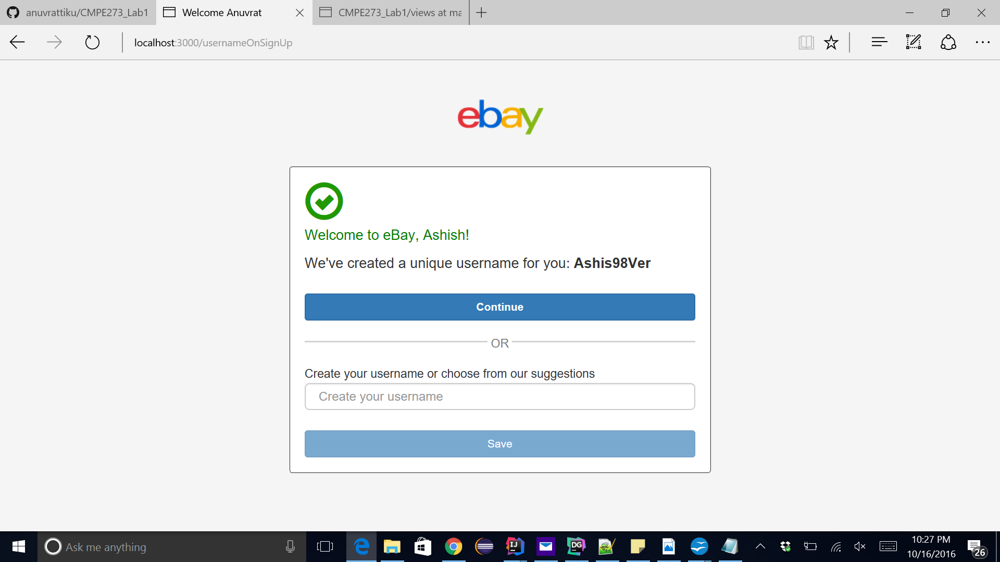 anuvrattiku/CMPE273_Lab1
Welcome Anuvrat
CMPE273_Lab1/views at ma
localhost:3000/usernameOnSignUp
ebay
Welcome to eBay, Ashish!
We've created a unique username for you: Ashis98Ver
Continue
OR
Create your username or choose from our suggestions
Create your username
Save
Ask me anything
IJ
DG
10:27 PM
10/16/2016
26